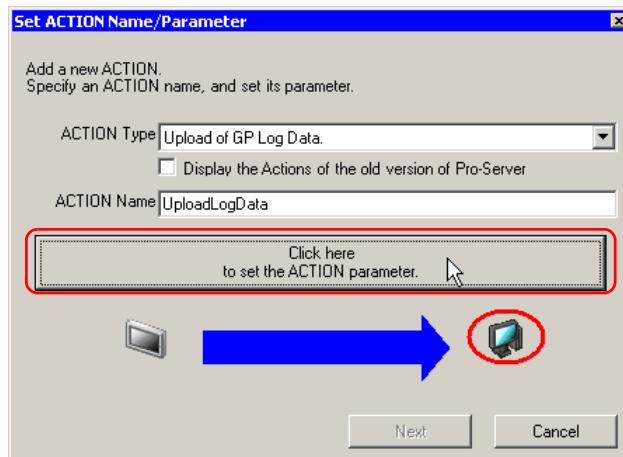 Set ACTION Name/Parameter
Add a new ACTION.
Specify an ACTION name, and set its parameter.
ACTION Type Upload of GP Log Data.
Display the Actions of the old version of Pro-Server
ACTION Name UploadLogData
Click here
to set the ACTION parameter.
Next Cancel